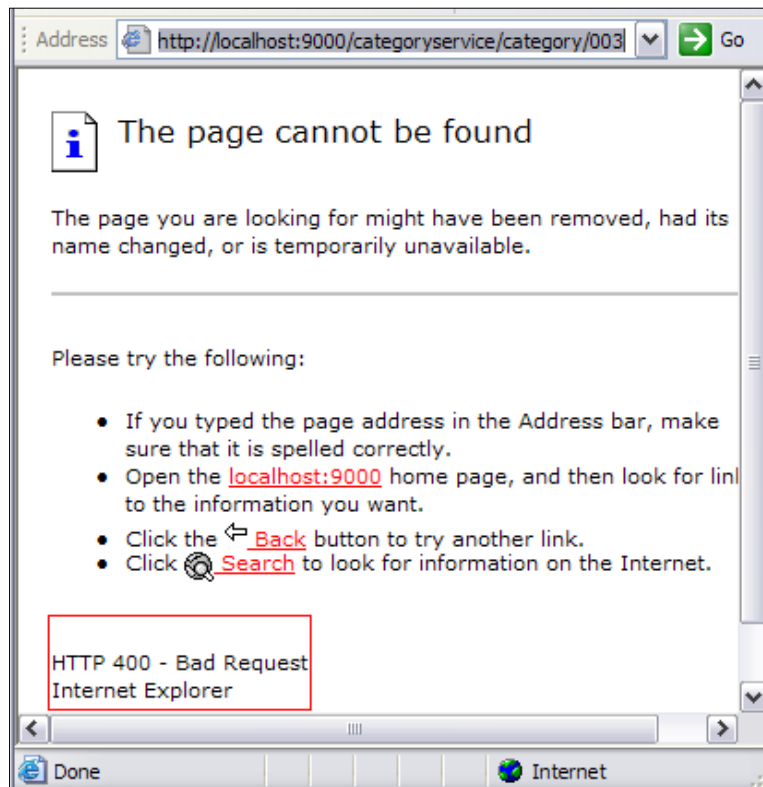 Address http://localhost:9000/categoryservice/category/003 Go
The page cannot be found
The page you are looking for might have been removed, had its
name changed, or is temporarily unavailable.
Please try the following:
If you typed the page address in the Address bar, make
sure that it is spelled correctly.
Open the localhost:9000 home page, and then look for
to the information you want.
Click the Back button to try another link.
Click Search to look for information on the Internet.
HTTP 400 - Bad Request
Internet Explorer
Done Internet